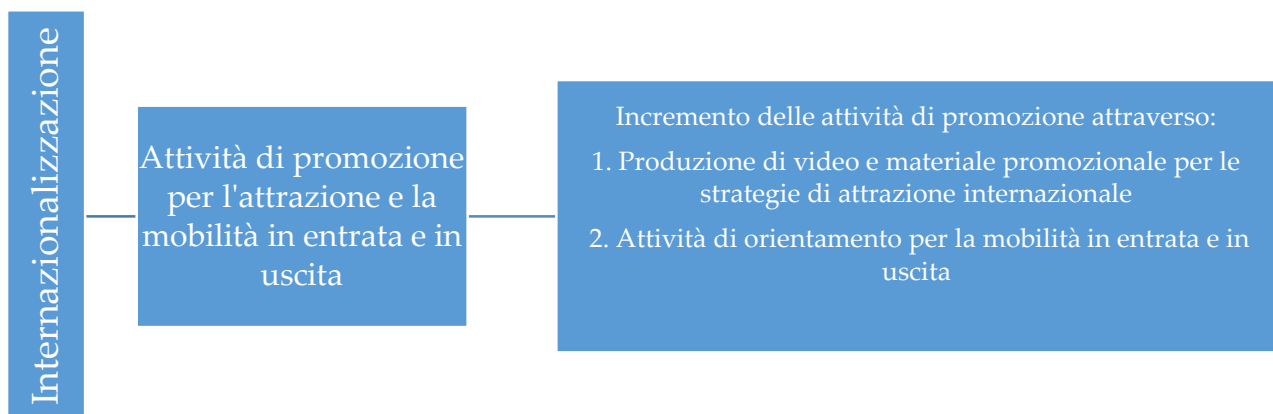 Internazionalizzazione
Attività di promozione
per l'attrazione e la
mobilità in entrata e in
uscita
Incremento delle attività di promozione attraverso:
1. Produzione di video e materiale promozionale per le
strategie di attrazione internazionale
2. Attività di orientamento per la mobilità in entrata e in
uscita